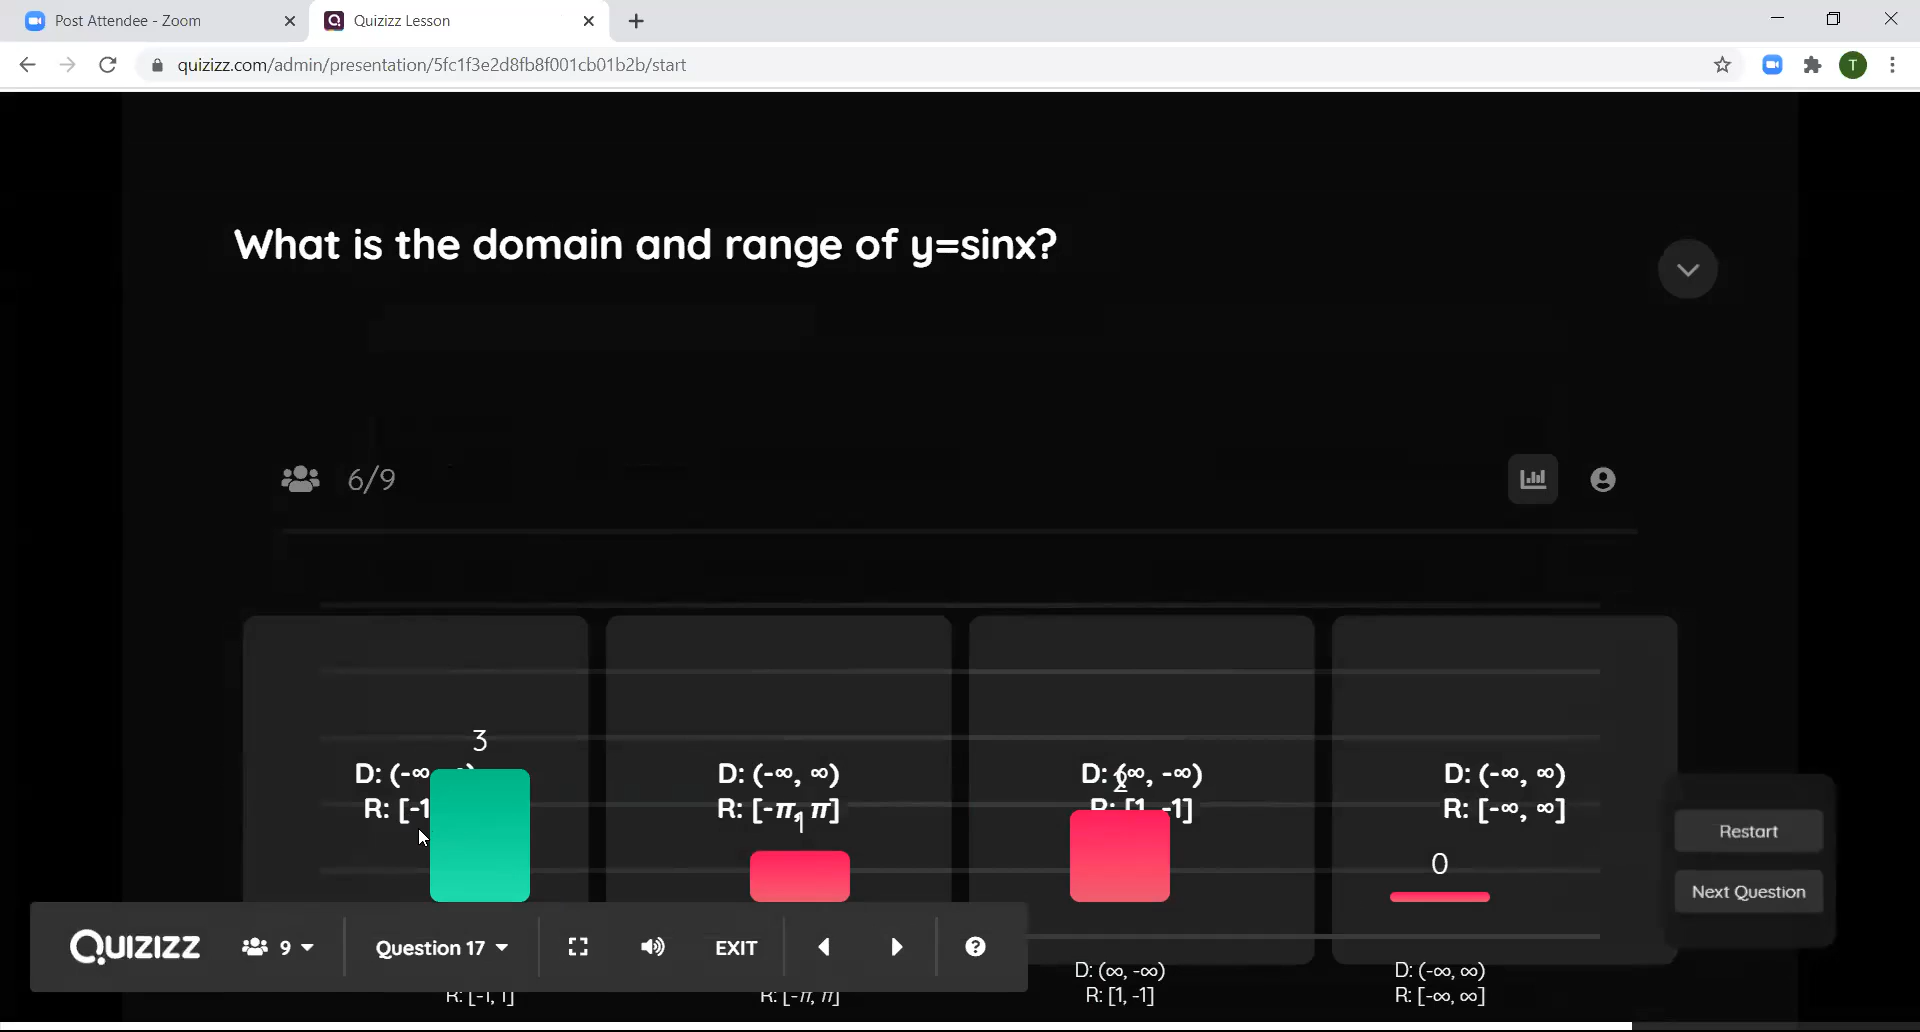 Post Attendee - Zoom
Quizizz Lesson
quizizz.com/admin/presentation/5fc1f3e2d8fb8f001cb01b2b/start
T
What is the domain and range of y=sinx?
6/9
3
D: (-∞
R: [-1
D: (-∞, ∞)
R: [-π, π]
1
D: (∞, -∞)
R: [1, -1]
2
D: (-∞, ∞)
R: [-∞, ∞]
0
Restart
Next Question
QUIZIZZ
9
Question 17
EXIT
?
R: [-1, 1]
R: [-π, π]
D: (∞, -∞)
R: [1, -1]
D: (-∞, ∞)
R: [-∞, ∞]